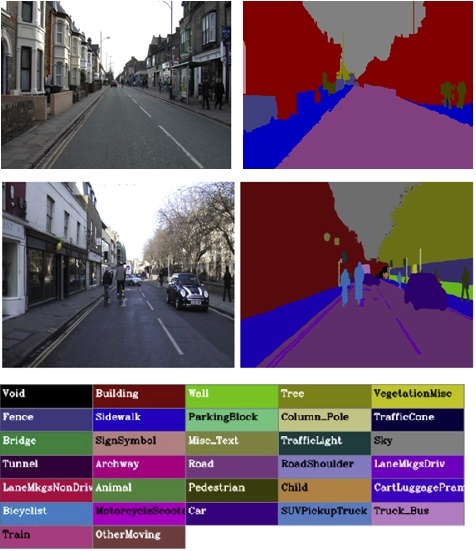 Void Building Wall Tree VegetationMisc
Fence Sidewalk ParkingBlock Column_Pole TrafficCone
Bridge SignSymbol Misc_Text TrafficLight Sky
Tunnel Archway Road RoadShoulder LaneMkgsDriv
LaneMkgsNonDriv Animal Pedestrian Child CartLuggagePram
Bicyclist MotorcycleScoote Car SUVPickupTruck Truck_Bus
Train OtherMoving